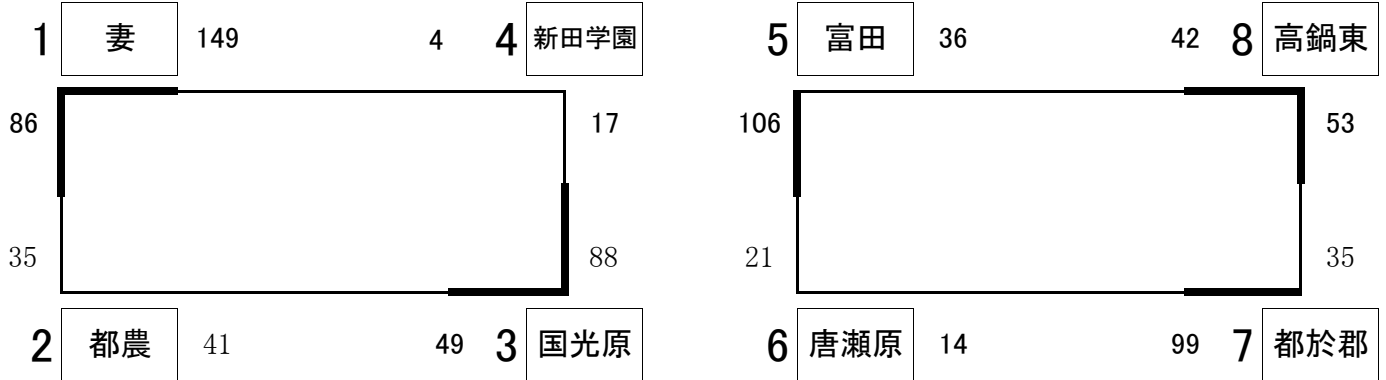 1 妻 149 4 4 新田学園 5 富田 36 42 8 高鍋東
86 17 106 53
35 88 21 35
2 都農 41 49 3 国光原 6 唐瀬原 14 99 7 都於郡